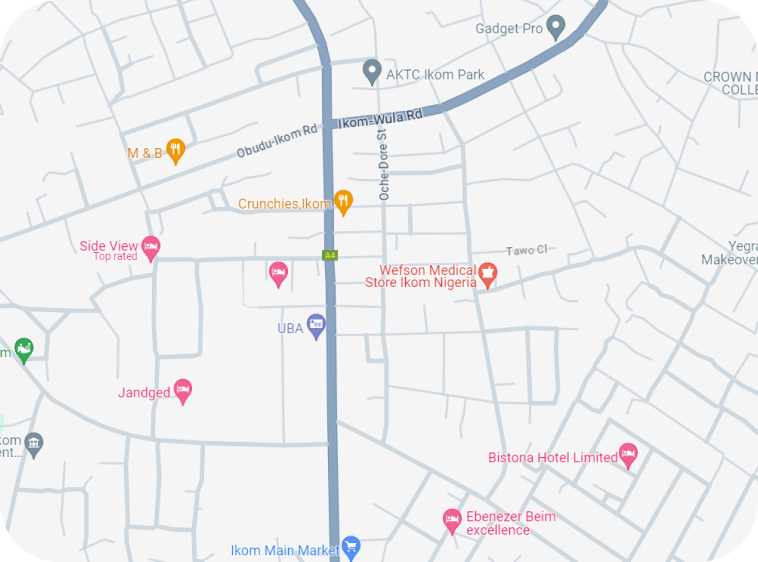 Gadget Pro
AKTC Ikom Park
CROWN M
COLLE
Ikom-Wula Rd
Obudu-Ikom Rd
M & B
Oche-Dore St
Crunchies,Ikom
Side View
Top rated
A4
Tawo Cl
Yegra
Makeover
Wefson Medical
Store Ikom Nigeria
UBA
m
Jandged
kom
ent...
Bistona Hotel Limited
Ebenezer Beim
excellence
Ikom Main Market